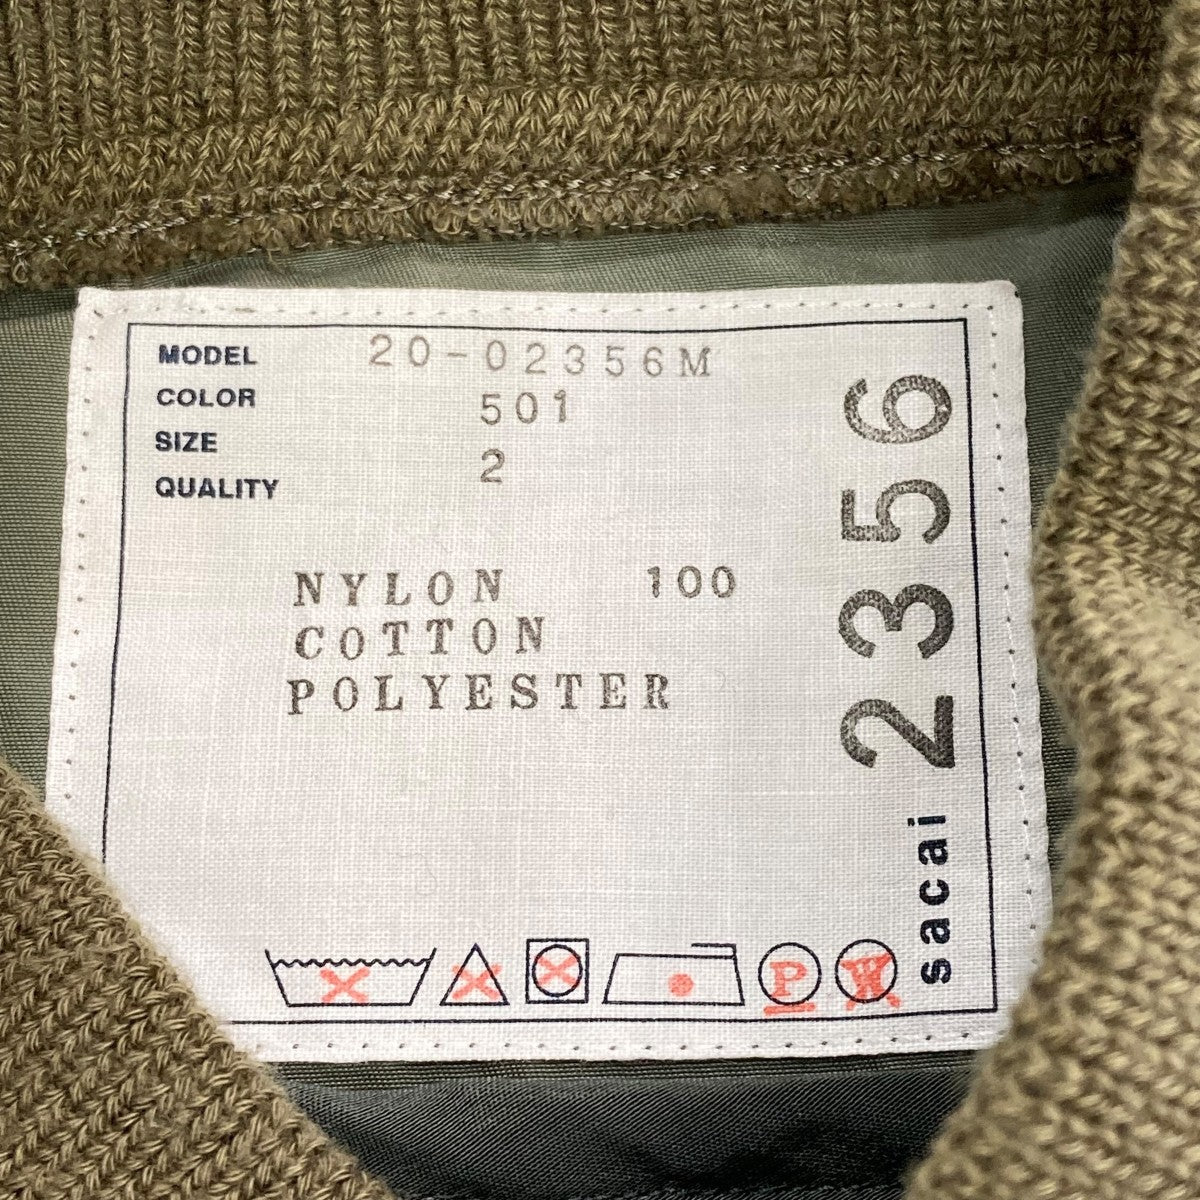 MODEL 20-02356M
COLOR 501
SIZE 2
QUALITY
NYLON 100
COTTON
POLYESTER
sacai 2356
P W